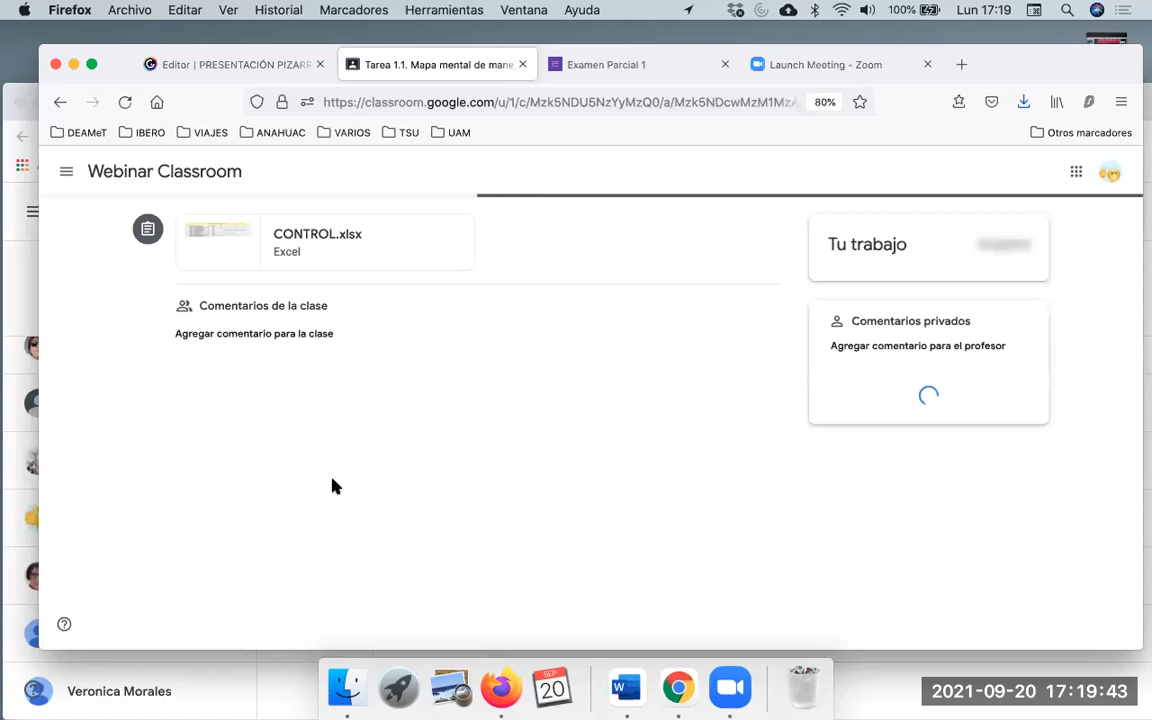 Firefox Archivo Editar Ver Historial Marcadores Herramientas Ventana Ayuda 100% Lun 17:19
Editor | PRESENTACIÓN PIZARR Tarea 1.1. Mapa mental de mane Examen Parcial 1 Launch Meeting - Zoom
https://classroom.google.com/u/1/c/Mzk5NDU5NzYyMzQ0/a/Mzk5NDcwMzM1MzA 80%
DEAMeT IBERO VIAJES ANAHUAC VARIOS TSU UAM Otros marcadores
Webinar Classroom
CONTROL.xlsx
Excel
Tu trabajo
Comentarios de la clase
Agregar comentario para la clase
Comentarios privados
Agregar comentario para el profesor
Veronica Morales
SEP
20
2021-09-20 17:19:43